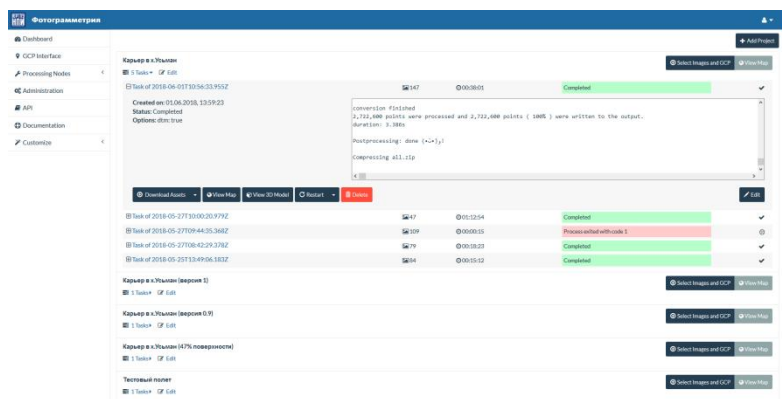 Фотограмметрия
Dashboard
+ Add Project
GCP Interface
Карьер в х.Усьман
Select Images and GCP View Map
5 Tasks Edit
Processing Nodes
Task of 2018-06-01T10:56:33.955Z 147 00:38:01 Completed
Administration
Created on: 01.06.2018, 13:59:23
Status: Completed
Options: dtm: true
API
Documentation
Customize
conversion finished
2,722,600 points were processed and 2,722,600 points ( 100% ) were written to the output.
duration: 3.386s
Postprocessing: done
Compressing all.zip
Download Assets View Map View 3D Model Restart Delete Edit
Task of 2018-05-27T10:00:20.979Z 47 01:12:54 Completed
Task of 2018-05-27T09:44:35.368Z 109 00:00:15 Process exited with code 1
Task of 2018-05-27T08:42:29.378Z 79 00:18:23 Completed
Task of 2018-05-25T13:49:06.183Z 84 00:15:12 Completed
Карьер в х.Усьман (версия 1)
Select Images and GCP View Map
1 Tasks Edit
Карьер в х.Усьман (версия 0.9)
Select Images and GCP View Map
1 Tasks Edit
Карьер в х.Усьман (47% поверхности)
Select Images and GCP View Map
1 Tasks Edit
Тестовый полет
Select Images and GCP View Map
1 Tasks Edit